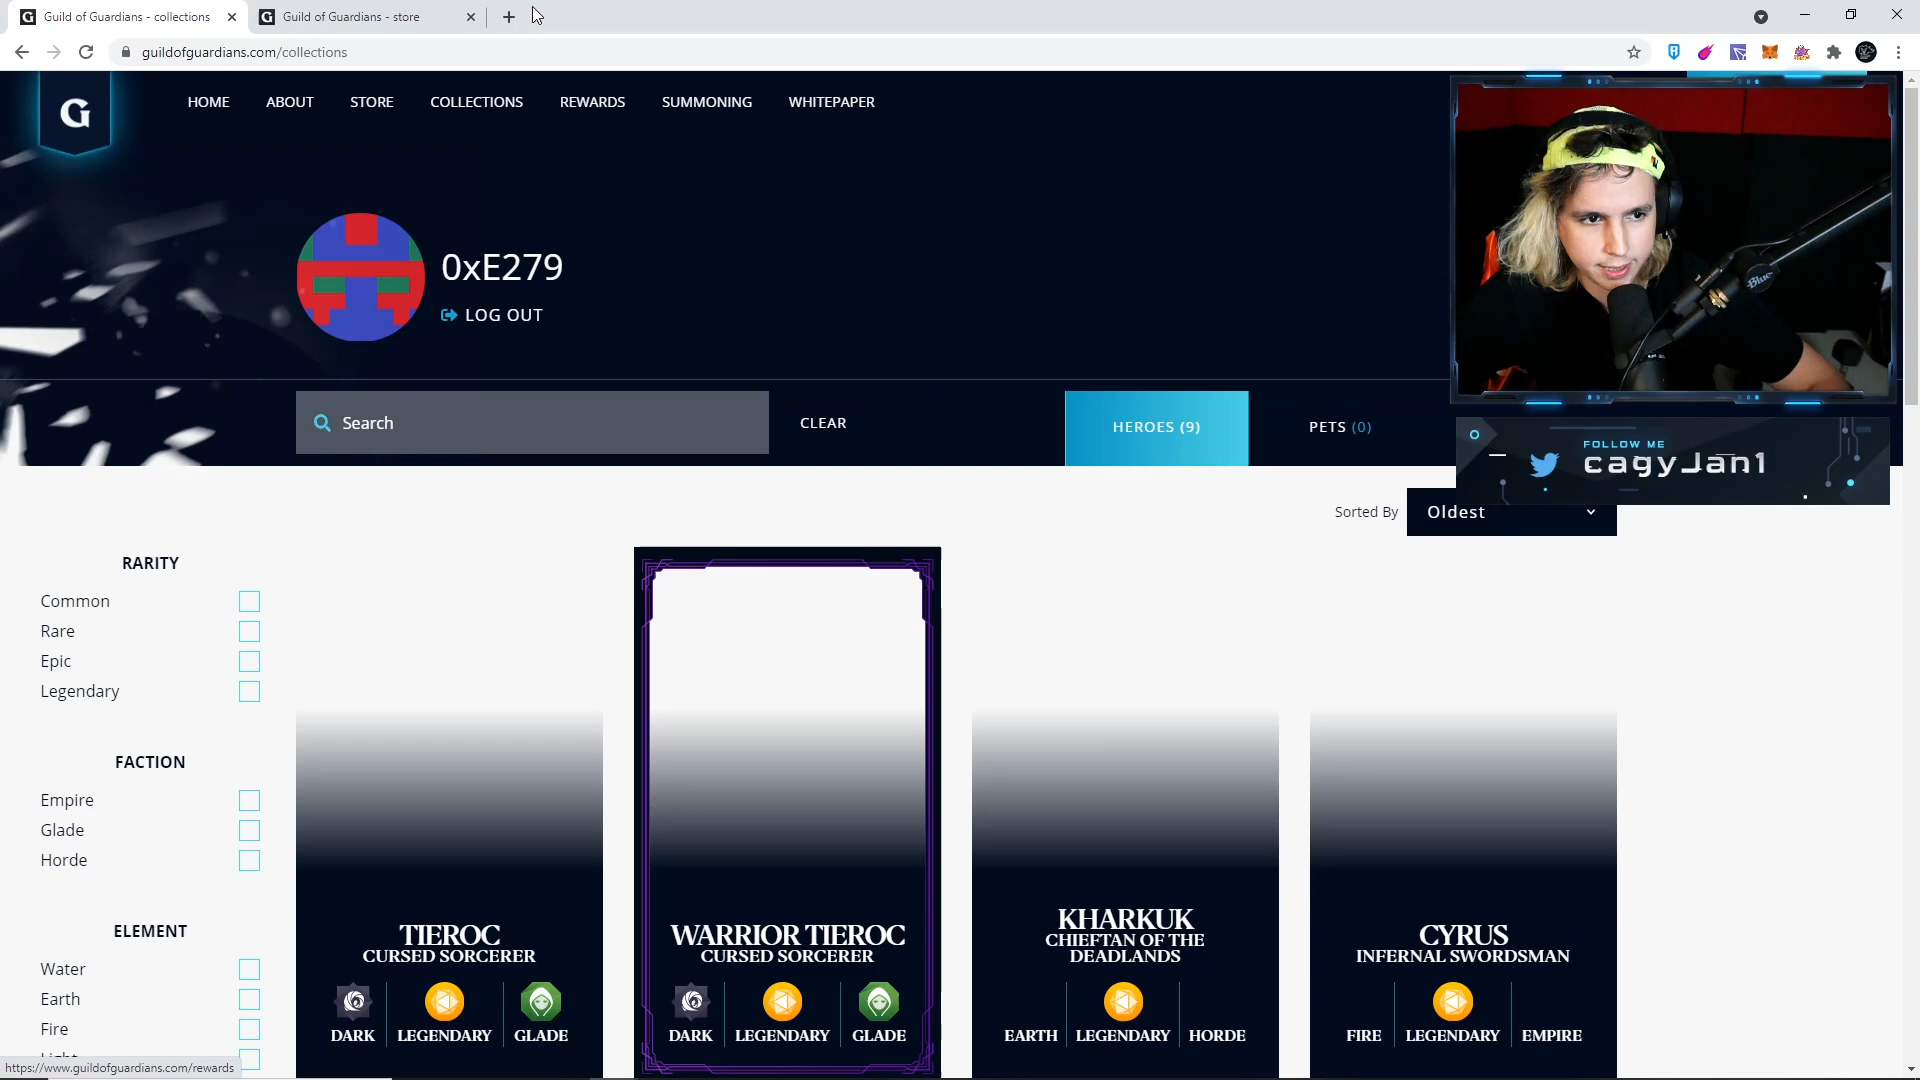 Guild of Guardians - collections
Guild of Guardians - store
guildofguardians.com/collections
G
HOME ABOUT STORE COLLECTIONS REWARDS SUMMONING WHITEPAPER
0xE279
LOG OUT
Search
CLEAR
HEROES (9)
PETS (0)
Blue
FOLLOW ME
cagyJan1
Sorted By
Oldest
RARITY
Common
Rare
Epic
Legendary
FACTION
Empire
Glade
Horde
ELEMENT
Water
Earth
Fire
Light
TIEROC
CURSED SORCERER
DARK LEGENDARY GLADE
WARRIOR TIEROC
CURSED SORCERER
DARK LEGENDARY GLADE
KHARKUK
CHIEFTAN OF THE
DEADLANDS
EARTH LEGENDARY HORDE
CYRUS
INFERNAL SWORDSMAN
FIRE LEGENDARY EMPIRE
https://www.guildofguardians.com/rewards